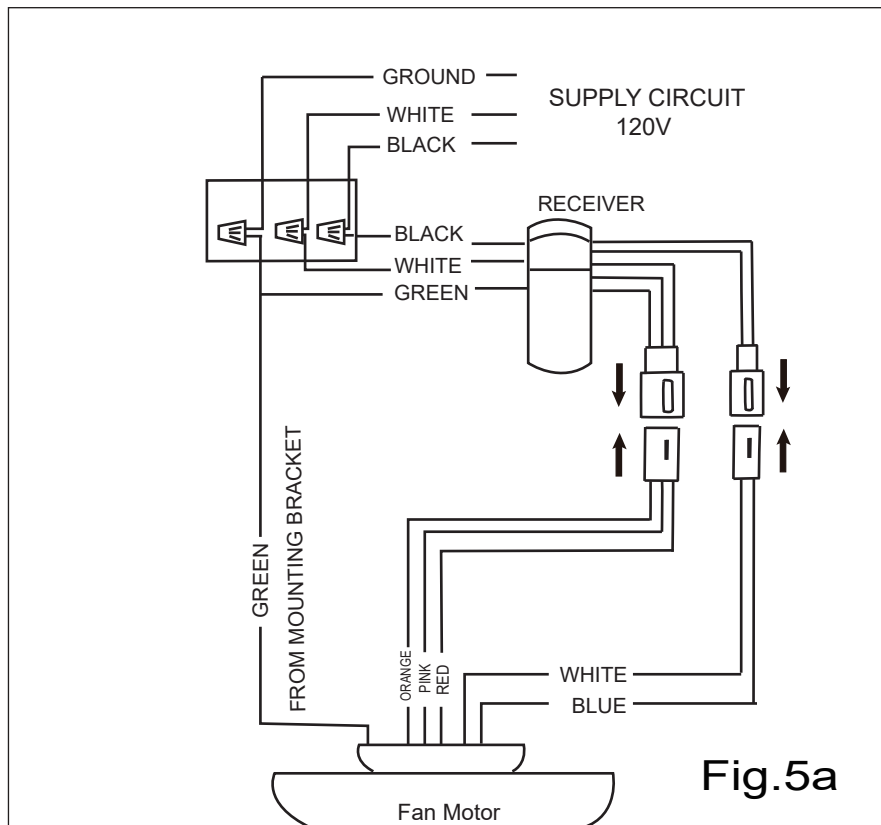 GROUND
WHITE
BLACK
SUPPLY CIRCUIT
120V
RECEIVER
BLACK
WHITE
GREEN
GREEN
FROM MOUNTING BRACKET
ORANGE
PINK
RED
WHITE
BLUE
Fig.5a
Fan Motor